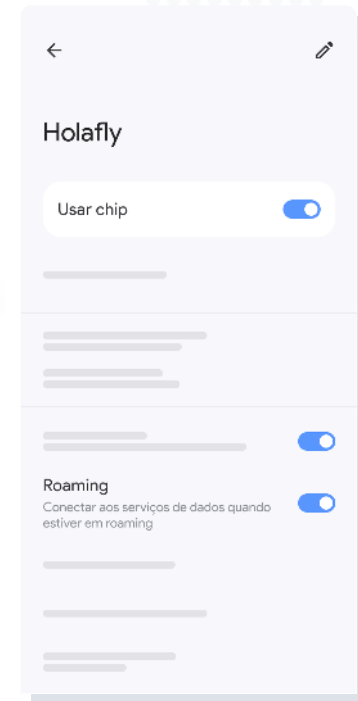 Holafly
Usar chip
Roaming
Conectar aos serviços de dados quando
estiver em roaming